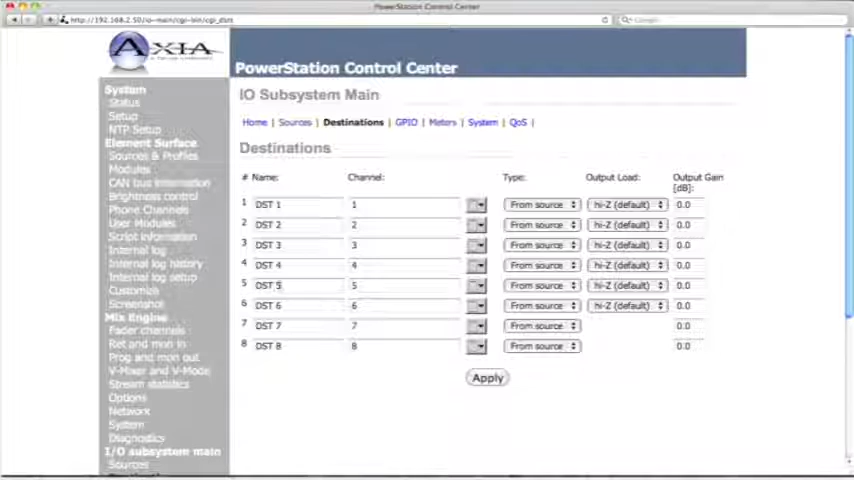 PowerStation Control Center
http://192.168.2.50/io-main/cgi-bin/cgi_dsts
Google
AXIA
PowerStation Control Center
System
Status
Setup
NTP Setup
Element Surface
Sources & Profiles
Modules
CAN bus information
Brightness control
Phone Channels
User Modules
Script information
Internal log
Internal log history
Internal log setup
Customize
Screenshot
Mix Engine
Fader channels
Ret and mon in
Prog and mon out
V-Mixer and V-Mode
Stream statistics
Options
Network
System
Diagnostics
I/O subsystem main
Sources
IO Subsystem Main
Home | Sources | Destinations | GPIO | Meters | System | QoS |
Destinations
# Name: Channel: Type: Output Load: Output Gain [dB]:
1 DST 1 1 From source hi-Z (default) 0.0
2 DST 2 2 From source hi-Z (default) 0.0
3 DST 3 3 From source hi-Z (default) 0.0
4 DST 4 4 From source hi-Z (default) 0.0
5 DST 5 5 From source hi-Z (default) 0.0
6 DST 6 6 From source hi-Z (default) 0.0
7 DST 7 7 From source 0.0
8 DST 8 8 From source 0.0
Apply